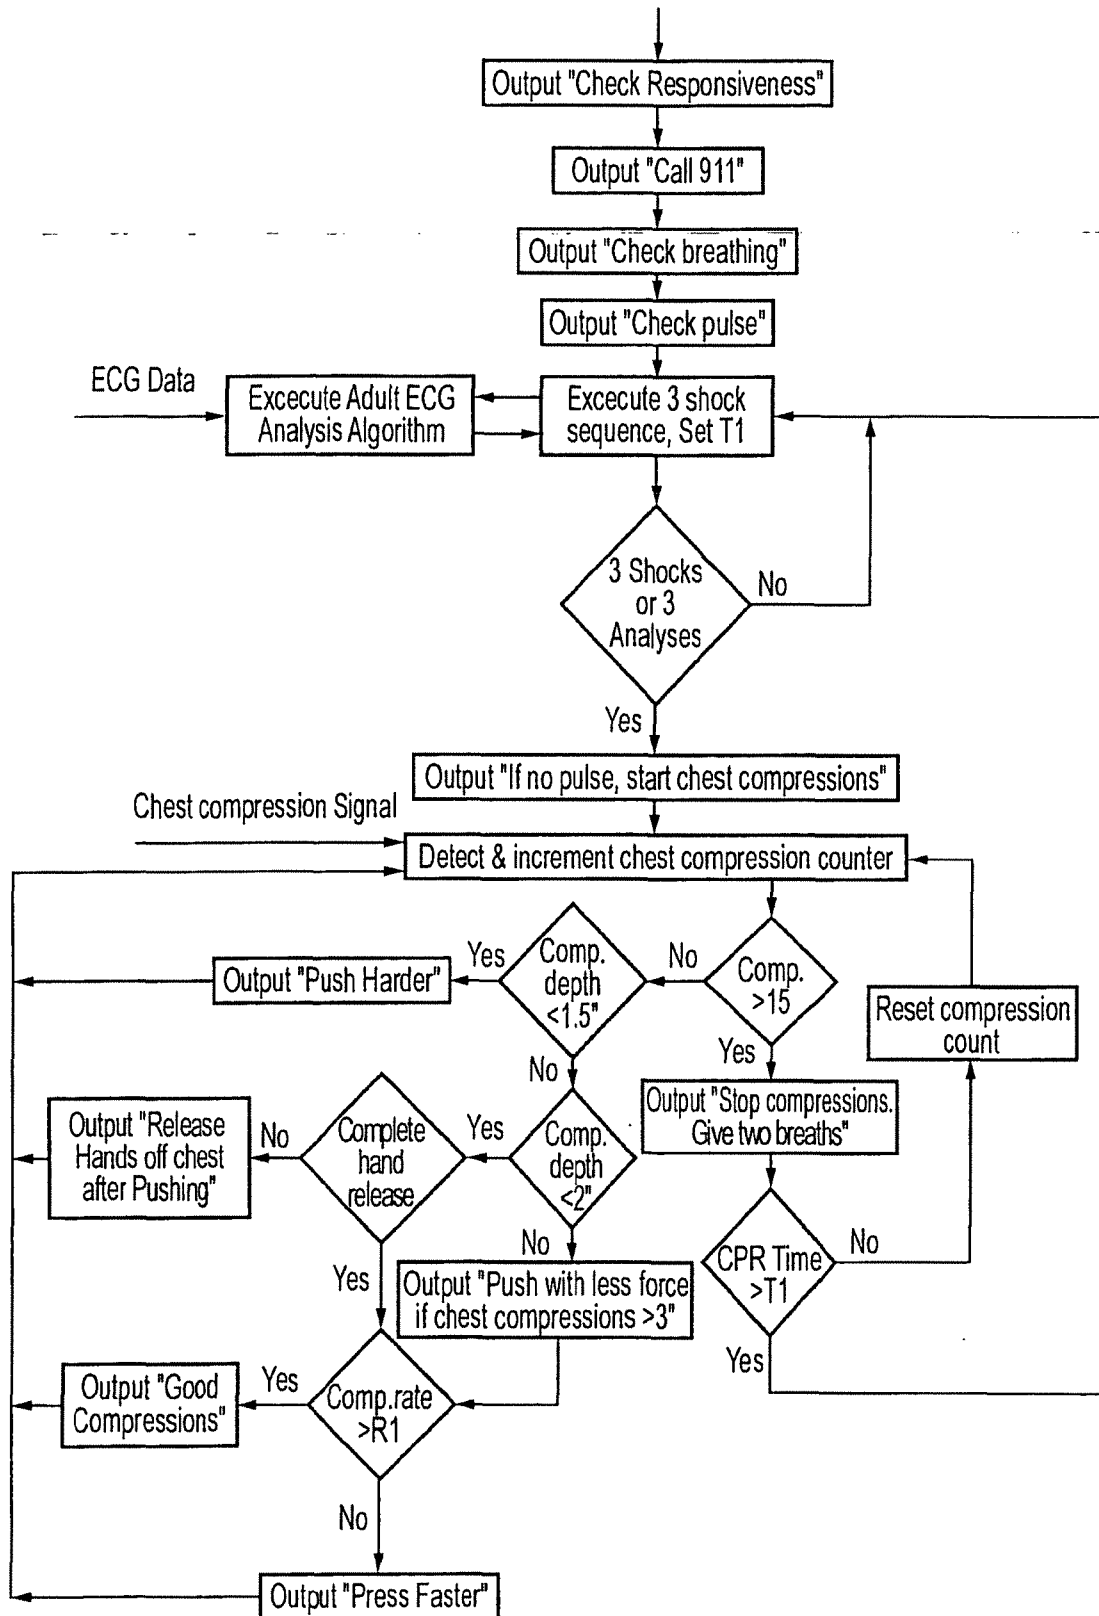 Output "Check Responsiveness"
Output "Call 911"
Output "Check breathing"
Output "Check pulse"
ECG Data
Excecute Adult ECG
Analysis Algorithm
Excecute 3 shock
sequence, Set T1
3 Shocks
or 3
Analyses
No
Yes
Output "If no pulse, start chest compressions"
Chest compression Signal
Detect & increment chest compression counter
Output "Push Harder"
Yes
Comp.
depth
<1.5"
No
Comp.
>15
Reset compression
count
No
Yes
Output "Release
Hands off chest
after Pushing"
No
Complete
hand
release
Yes
Comp.
depth
<2"
Output "Stop compressions.
Give two breaths"
Yes
No
Output "Push with less force
if chest compressions >3"
CPR Time
>T1
No
Yes
Output "Good
Compressions"
Yes
Comp.rate
>R1
No
Output "Press Faster"